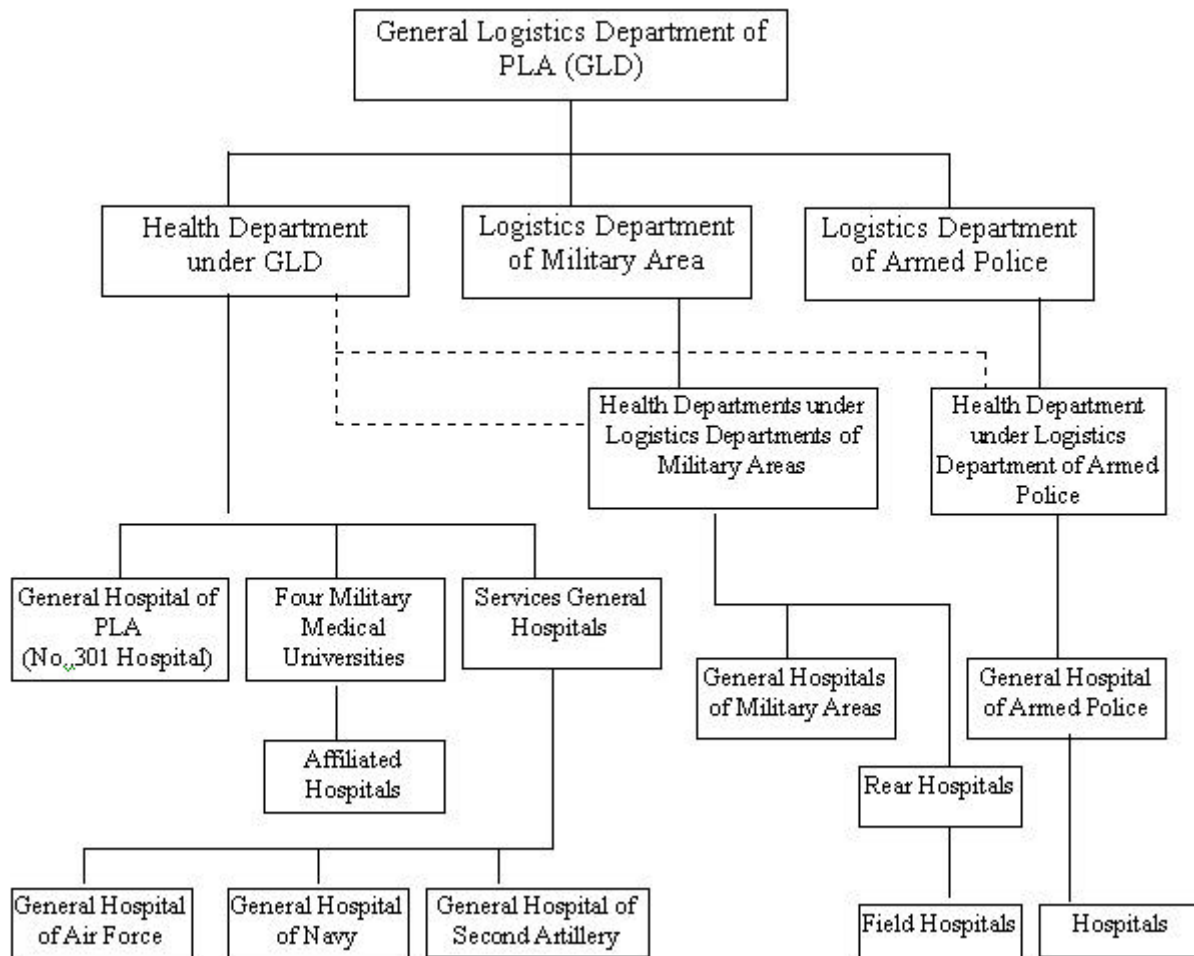 General Logistics Department of
PLA (GLD)
Health Department
under GLD
Logistics Department
of Military Area
Logistics Department
of Armed Police
Health Departments under
Logistics Departments of
Military Areas
Health Department
under Logistics
Department of Armed
Police
General Hospital of
PLA
(No. 301 Hospital)
Four Military
Medical
Universities
Services General
Hospitals
General Hospitals
of Military Areas
General Hospital
of Armed Police
Affiliated
Hospitals
Rear Hospitals
General Hospital
of Air Force
General Hospital
of Navy
General Hospital of
Second Artillery
Field Hospitals
Hospitals